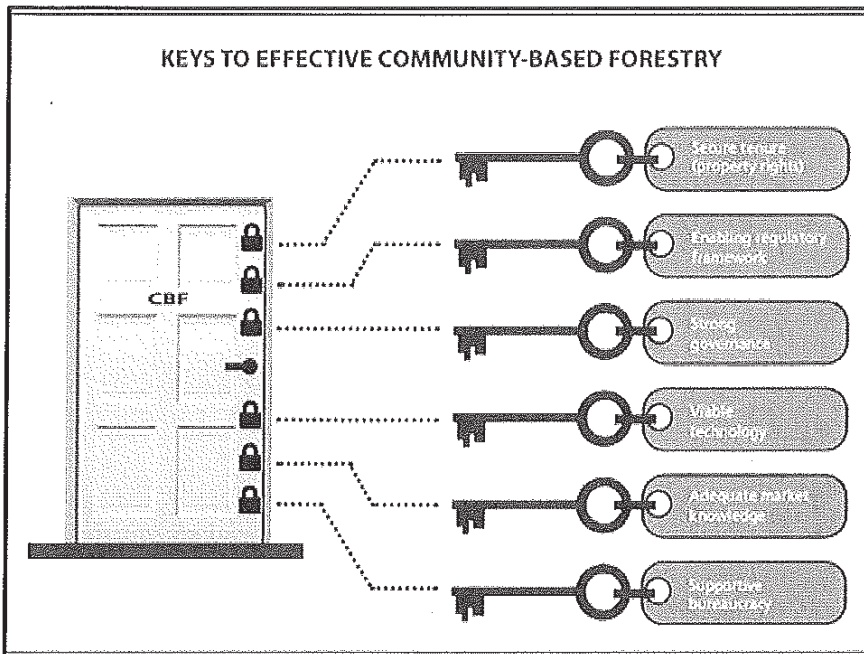 KEYS TO EFFECTIVE COMMUNITY-BASED FORESTRY
CBF
Secure tenure
(property rights)
Enabling regulatory
framework
Strong
governance
Viable
technology
Adequate market
knowledge
Supportive
bureaucracy